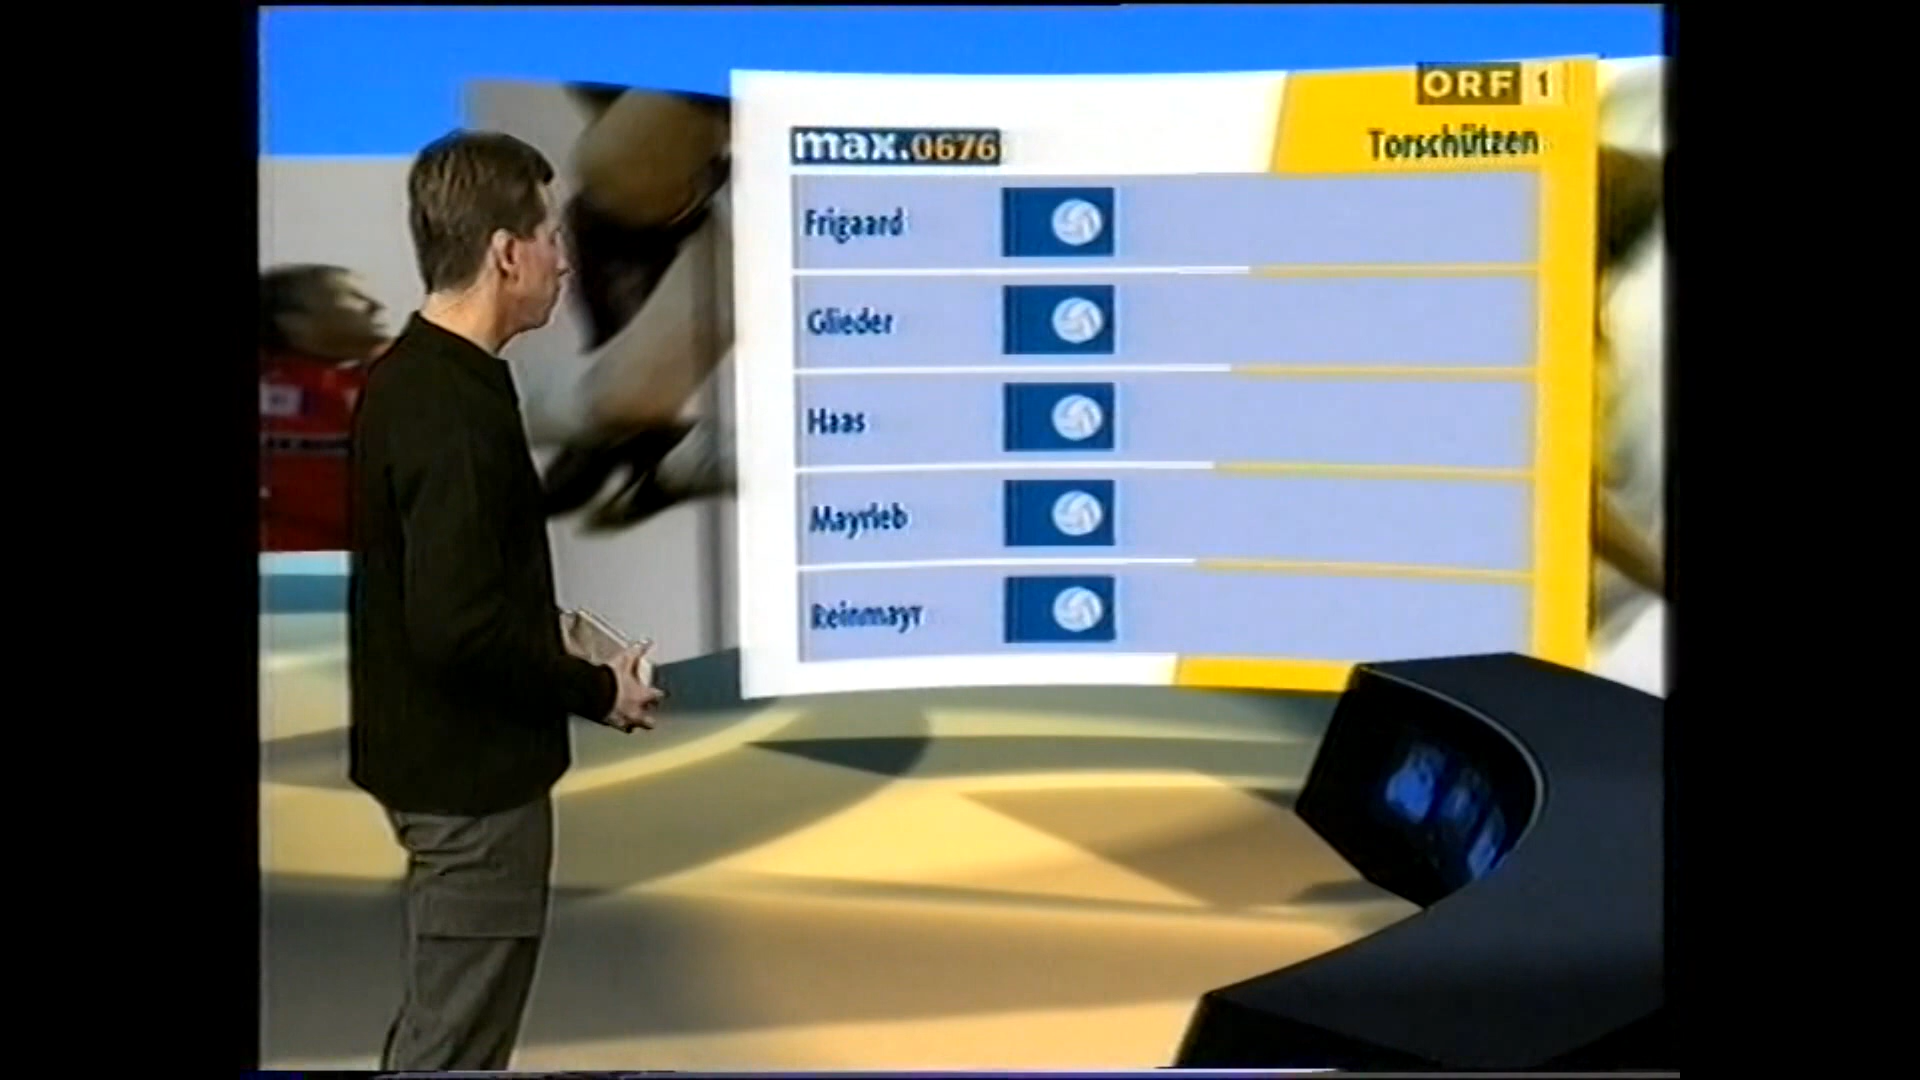 ORF 1
max.0676
Torschützen
Frigaard
Glieder
Haas
Mayrleb
Reinmayr